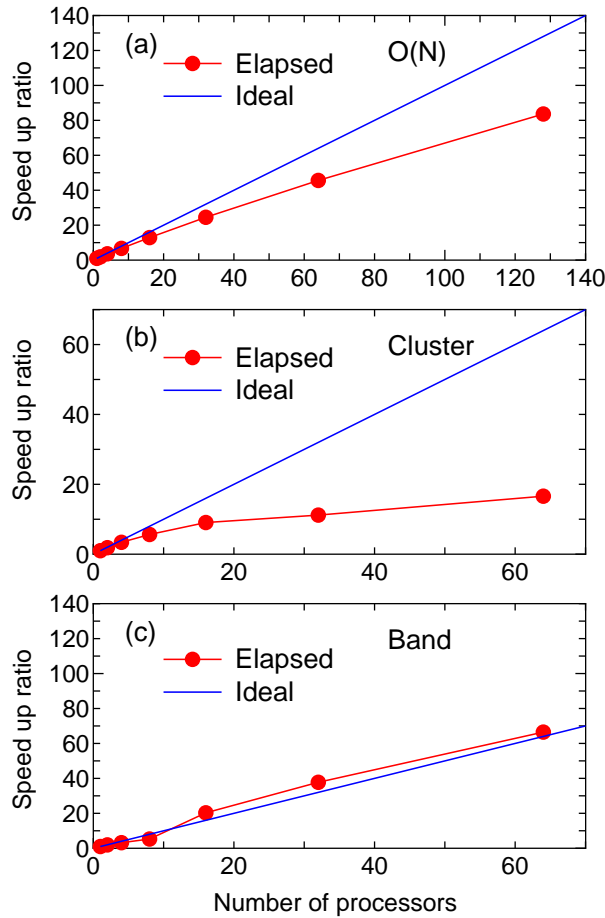 140
120
100
80
60
40
20
0
Speed up ratio
(a)
O(N)
Elapsed
Ideal
0 20 40 60 80 100 120 140
60
40
20
0
Speed up ratio
(b)
Cluster
Elapsed
Ideal
0 20 40 60
140
120
100
80
60
40
20
0
Speed up ratio
(c)
Band
Elapsed
Ideal
0 20 40 60
Number of processors